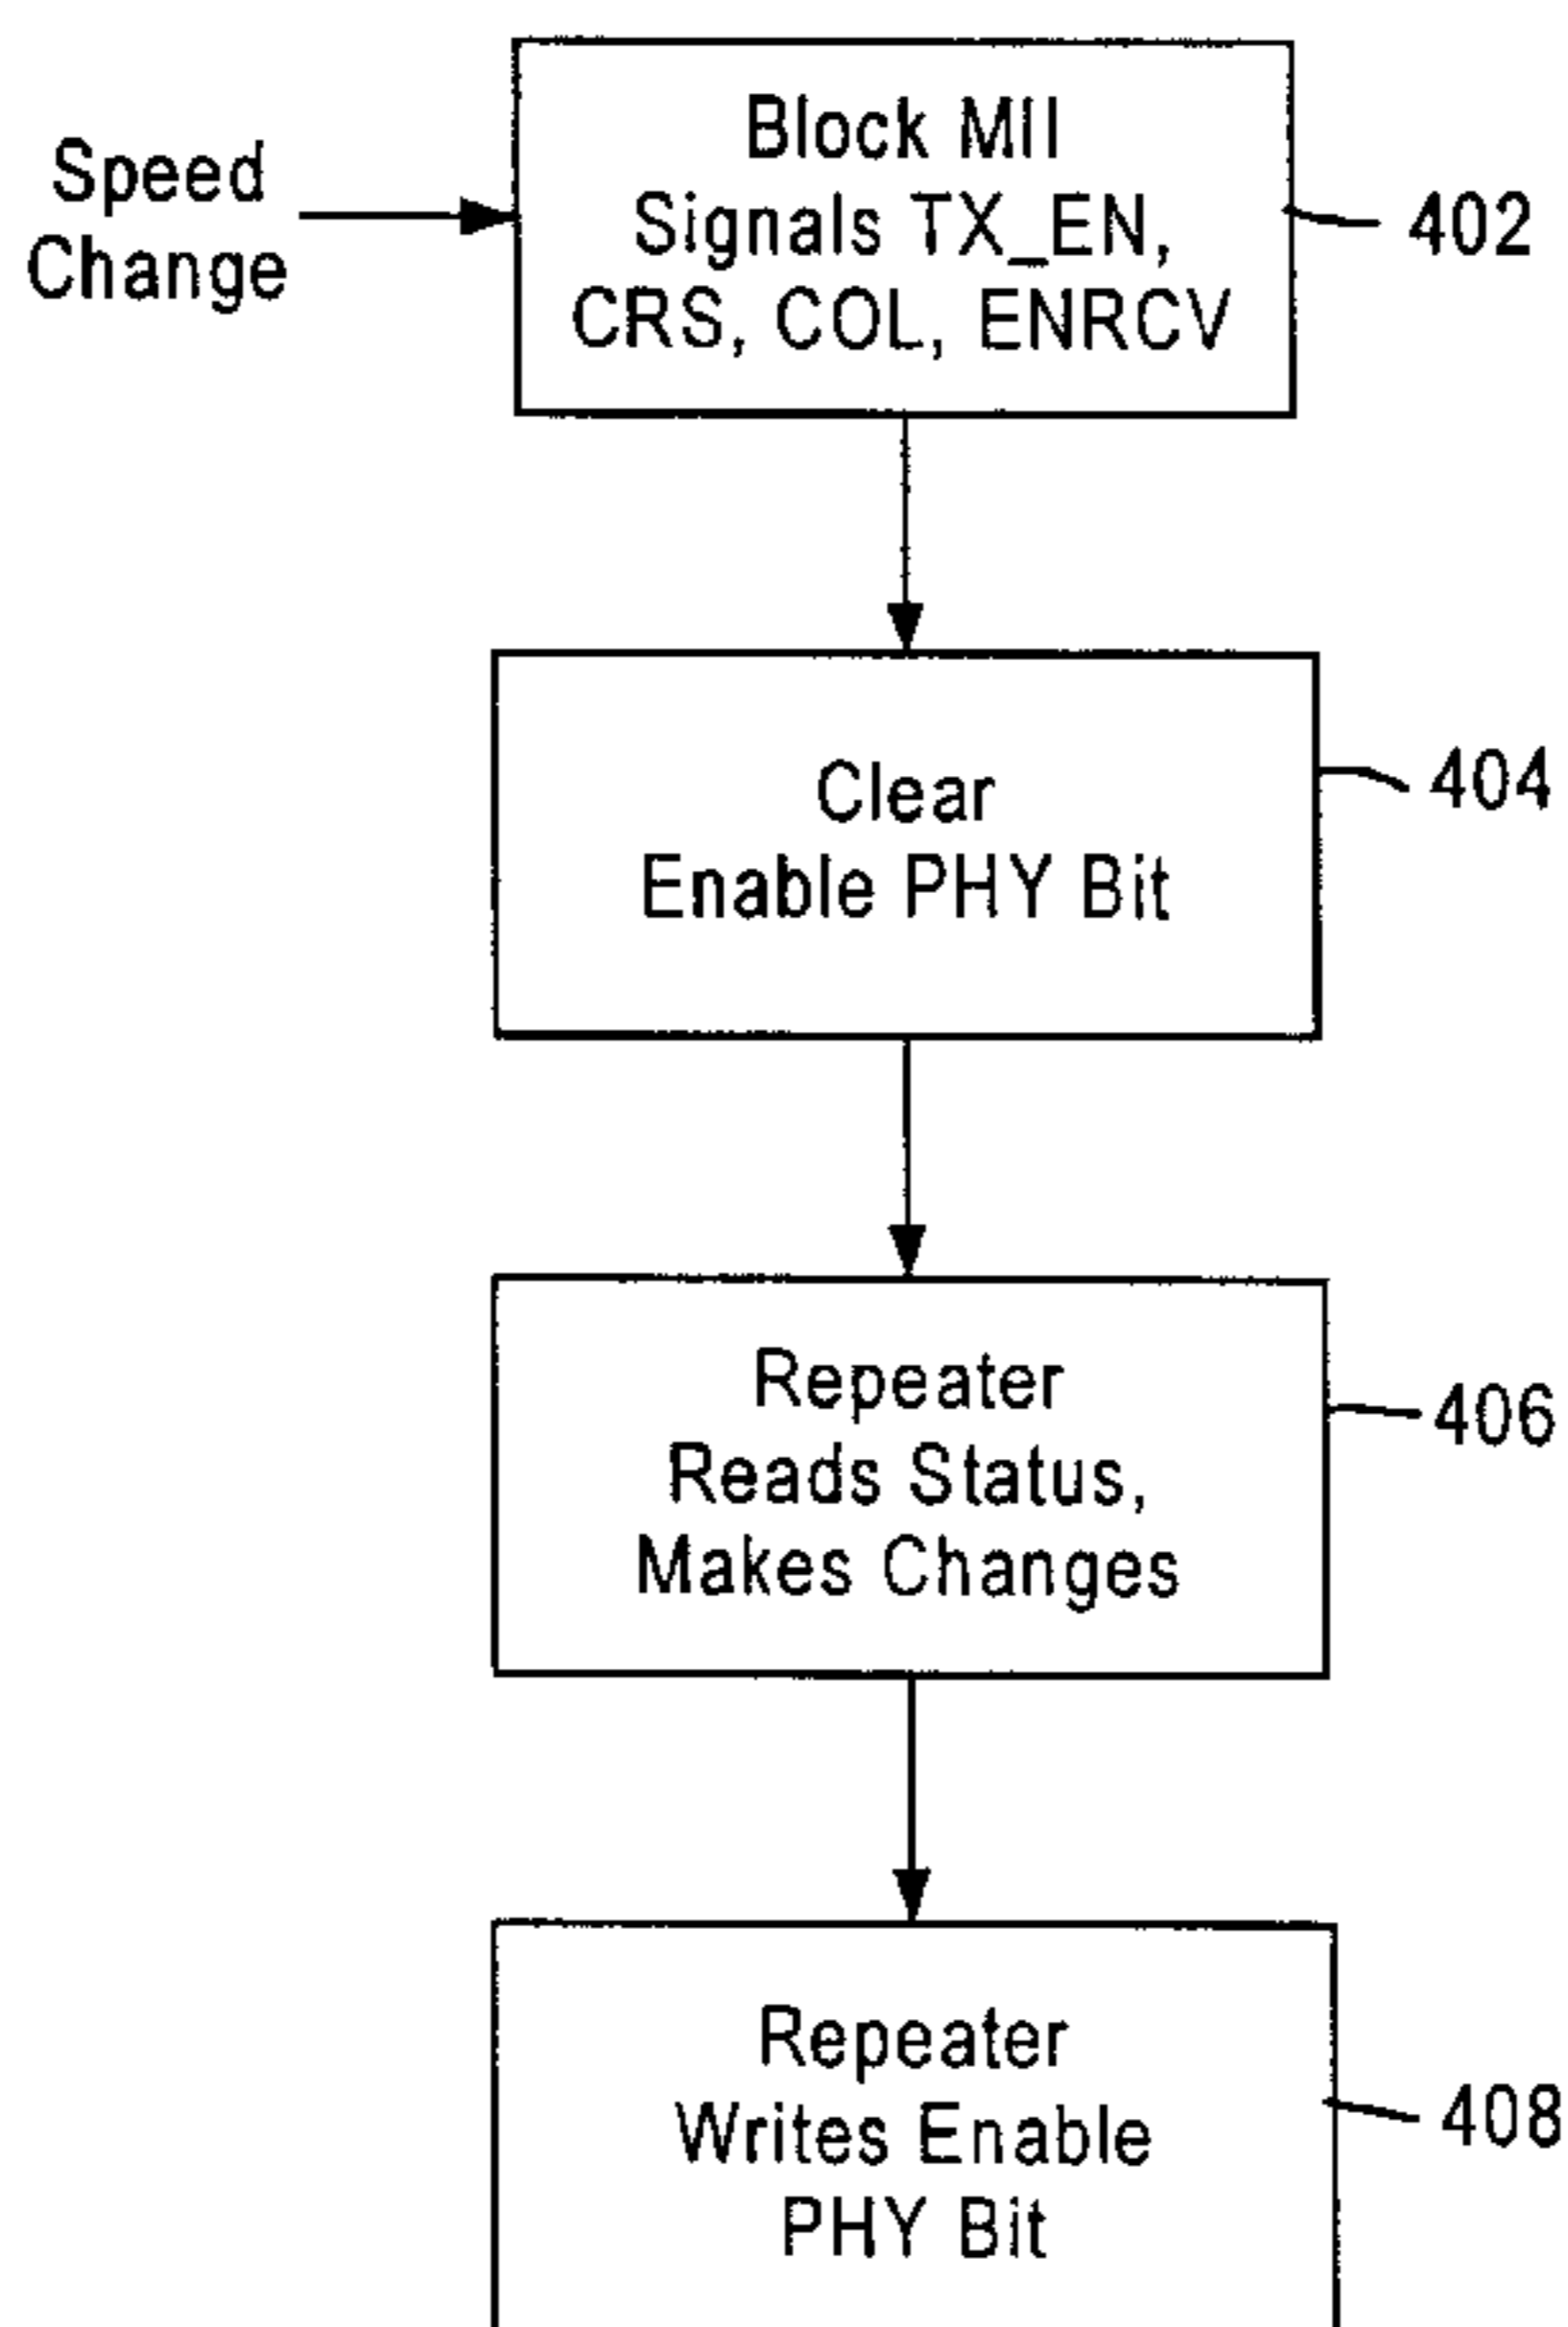 Speed
Change
Block MII
Signals TX_EN,
CRS, COL, ENRCV
402
Clear
Enable PHY Bit
404
Repeater
Reads Status,
Makes Changes
406
Repeater
Writes Enable
PHY Bit
408